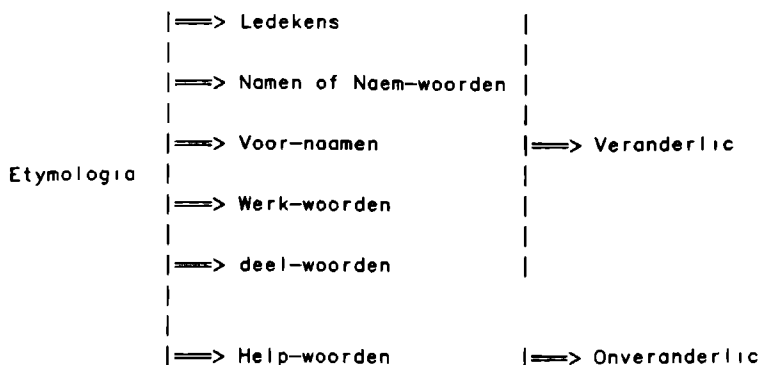 Ledekens
Namen of Naem-woorden
Voor-naamen Veranderlic
Etymologia
Werk-woorden
deel-woorden
Help-woorden Onveranderlic